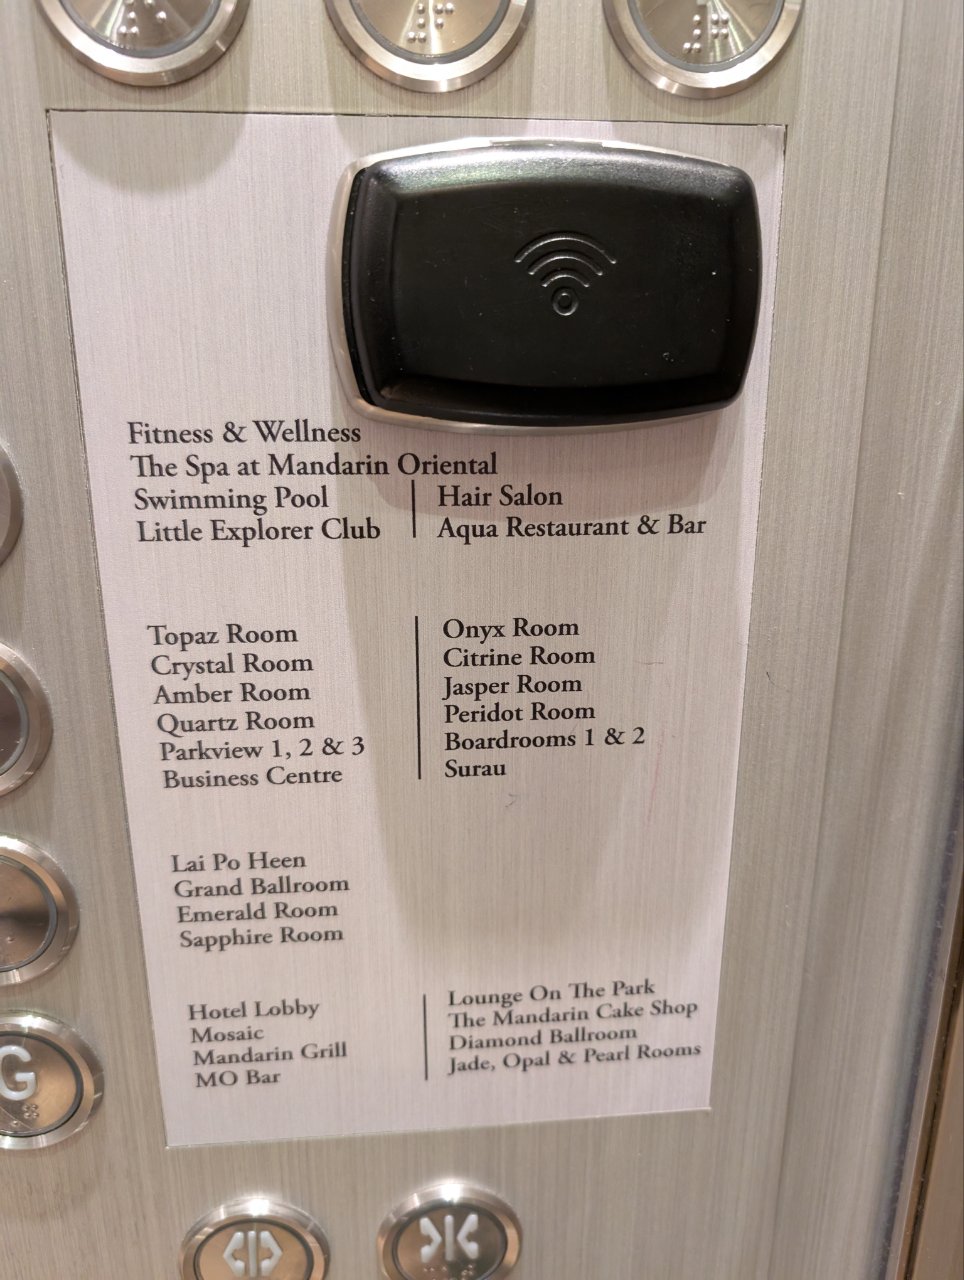 Fitness & Wellness
The Spa at Mandarin Oriental
Swimming Pool
Little Explorer Club
Hair Salon
Aqua Restaurant & Bar
Topaz Room
Crystal Room
Amber Room
Quartz Room
Parkview 1, 2 & 3
Business Centre
Onyx Room
Citrine Room
Jasper Room
Peridot Room
Boardrooms 1 & 2
Surau
Lai Po Heen
Grand Ballroom
Emerald Room
Sapphire Room
G
Hotel Lobby
Mosaic
Mandarin Grill
MO Bar
Lounge On The Park
The Mandarin Cake Shop
Diamond Ballroom
Jade, Opal & Pearl Rooms